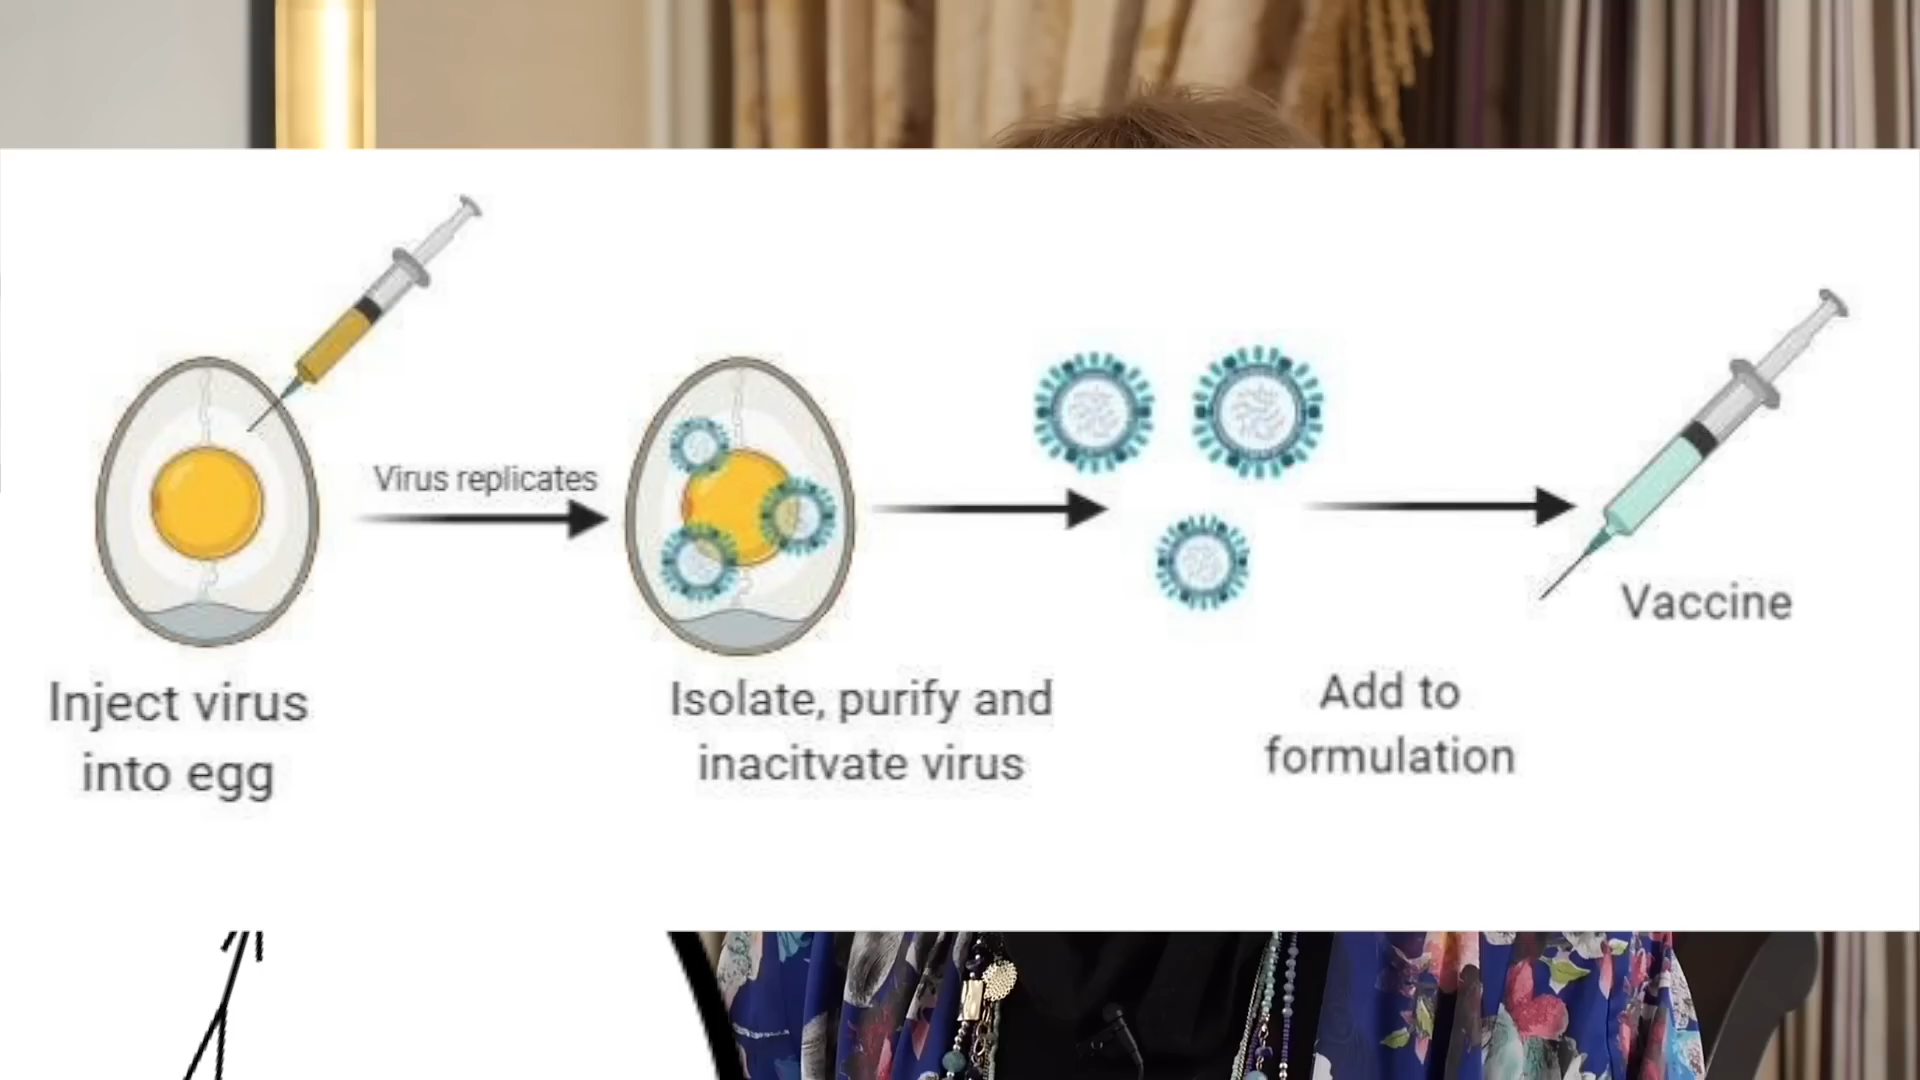 Virus replicates
Inject virus
into egg
Isolate, purify and
inacitvate virus
Add to
formulation
Vaccine